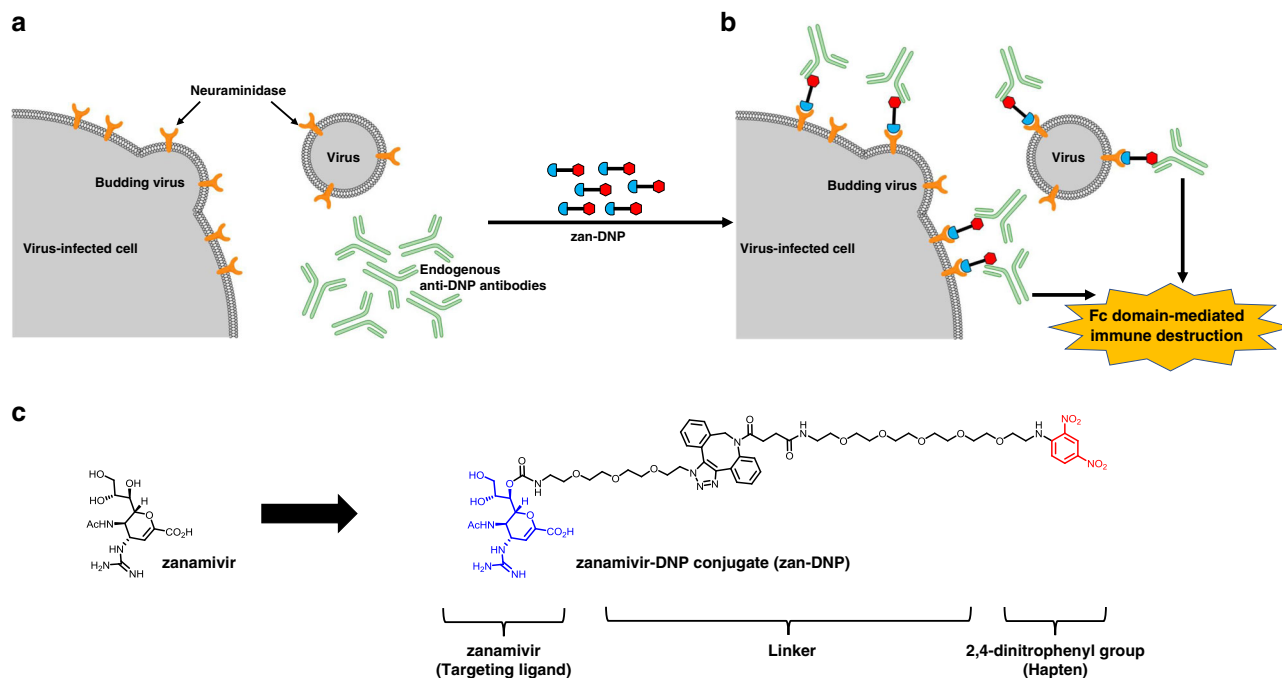 a
Neuraminidase
Virus
Budding virus
Virus-infected cell
Endogenous
anti-DNP antibodies
zan-DNP
b
Virus
Budding virus
Virus-infected cell
Fc domain-mediated
immune destruction
c
HO
HO
OH
H
O
AcHN
CO₂H
HN
H₂N
NH
zanamivir
HO
HO
O
O
N
H
O
O
O
N
N
N
N
O
O
N
H
O
O
O
O
O
H
N
NO₂
NO₂
H
O
AcHN
CO₂H
HN
H₂N
NH
zanamivir-DNP conjugate (zan-DNP)
zanamivir
(Targeting ligand)
Linker
2,4-dinitrophenyl group
(Hapten)